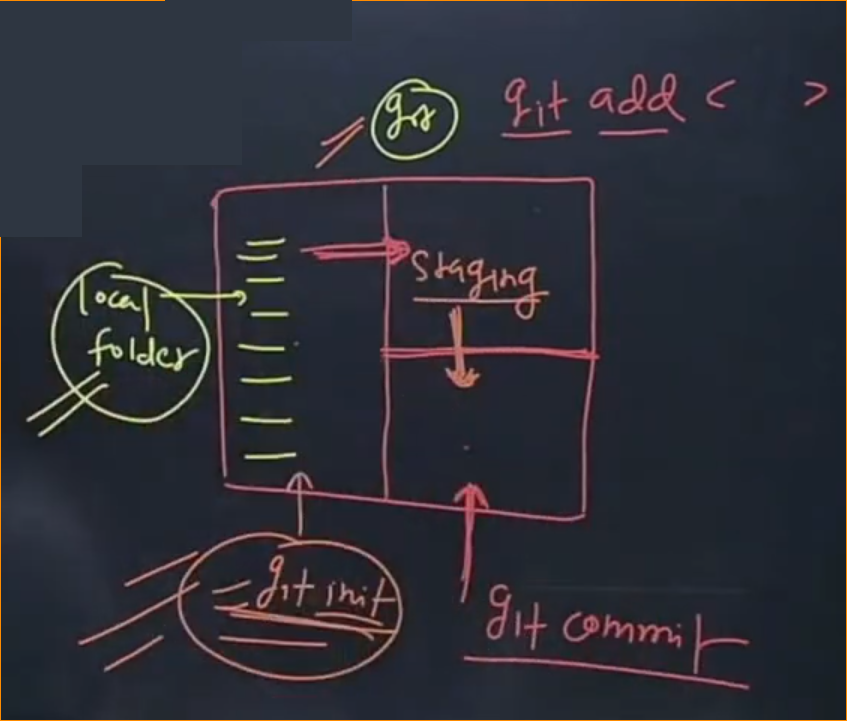 git
git add < >
staging
local
folder
git init
git commit